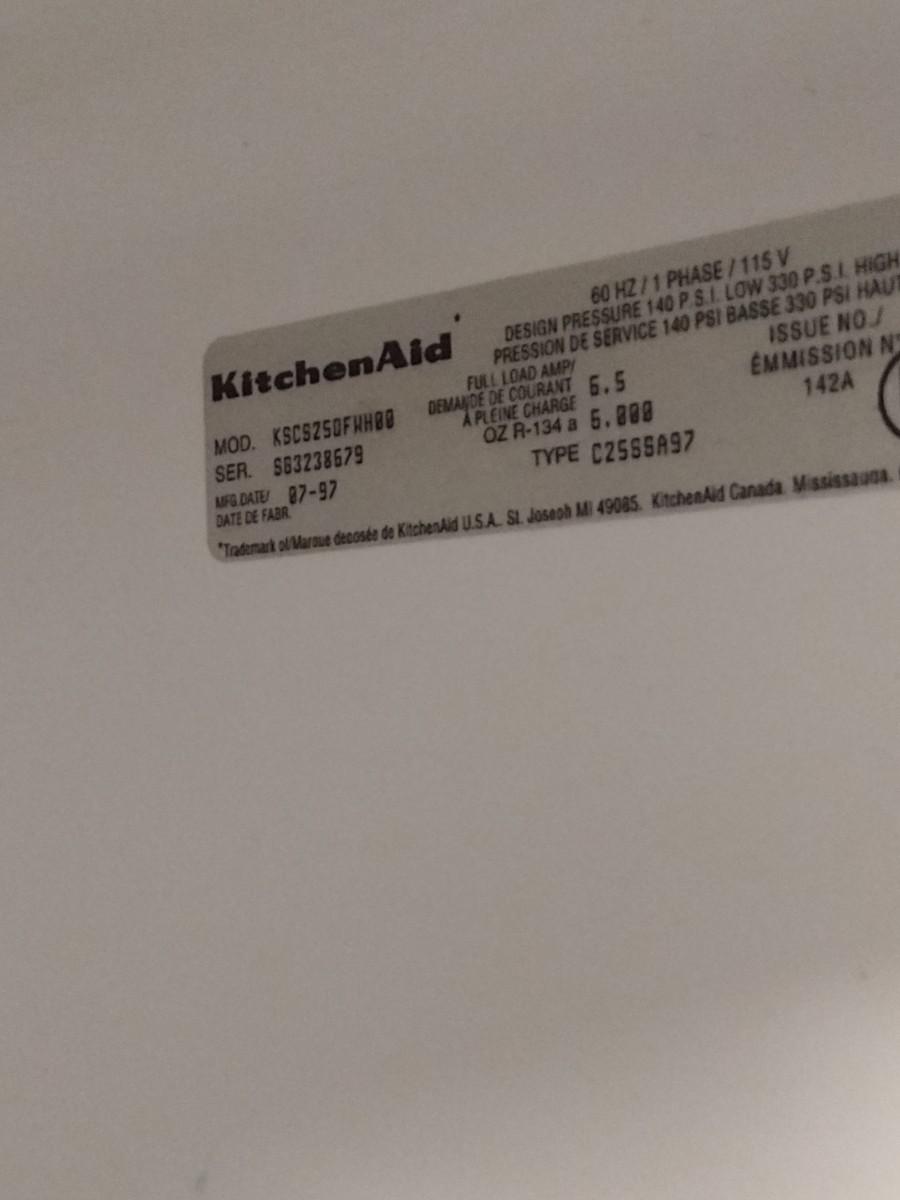 60 HZ / 1 PHASE / 115 V
DESIGN PRESSURE 140 P.S.I. LOW 330 P.S.I. HIGH
PRESSION DE SERVICE 140 PSI BASSE 330 PSI HAUT
KitchenAid
FULL LOAD AMP/
DEMANDE DE COURANT
À PLEINE CHARGE 6.5
ISSUE NO./
ÉMMISSION N
142A
MOD. KSCS25QFWH00
OZ R-134 a 6.000
SER. SG3238679
TYPE C25SSA97
MFG.DATE/ 07-97
DATE DE FABR.
*Trademark of/Marque deposée de KitchenAid U.S.A. St. Joseph MI 49085. KitchenAid Canada. Mississauga.